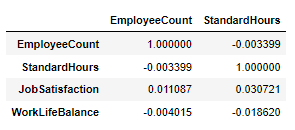 EmployeeCount StandardHours
EmployeeCount 1.000000 -0.003399
StandardHours -0.003399 1.000000
JobSatisfaction 0.011087 0.030721
WorkLifeBalance -0.004015 -0.018620